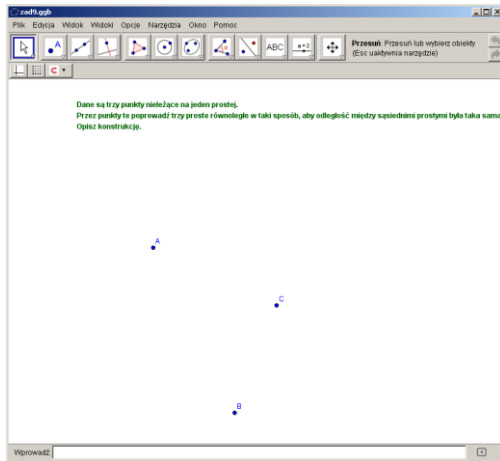 zad9.ggb
Plik Edycja Widok Widoki Opcje Narzędzia Okno Pomoc
A
ABC
a=2
Przesuń: Przesuń lub wybierz obiekty
(Esc uaktywnia narzędzie)
Dane są trzy punkty nieleżące na jeden prostej.
Przez punkty te poprowadź trzy proste równoległe w taki sposób, aby odległość między sąsiednimi prostymi była taka sama
Opisz konstrukcję.
A
C
B
Wprowadź: